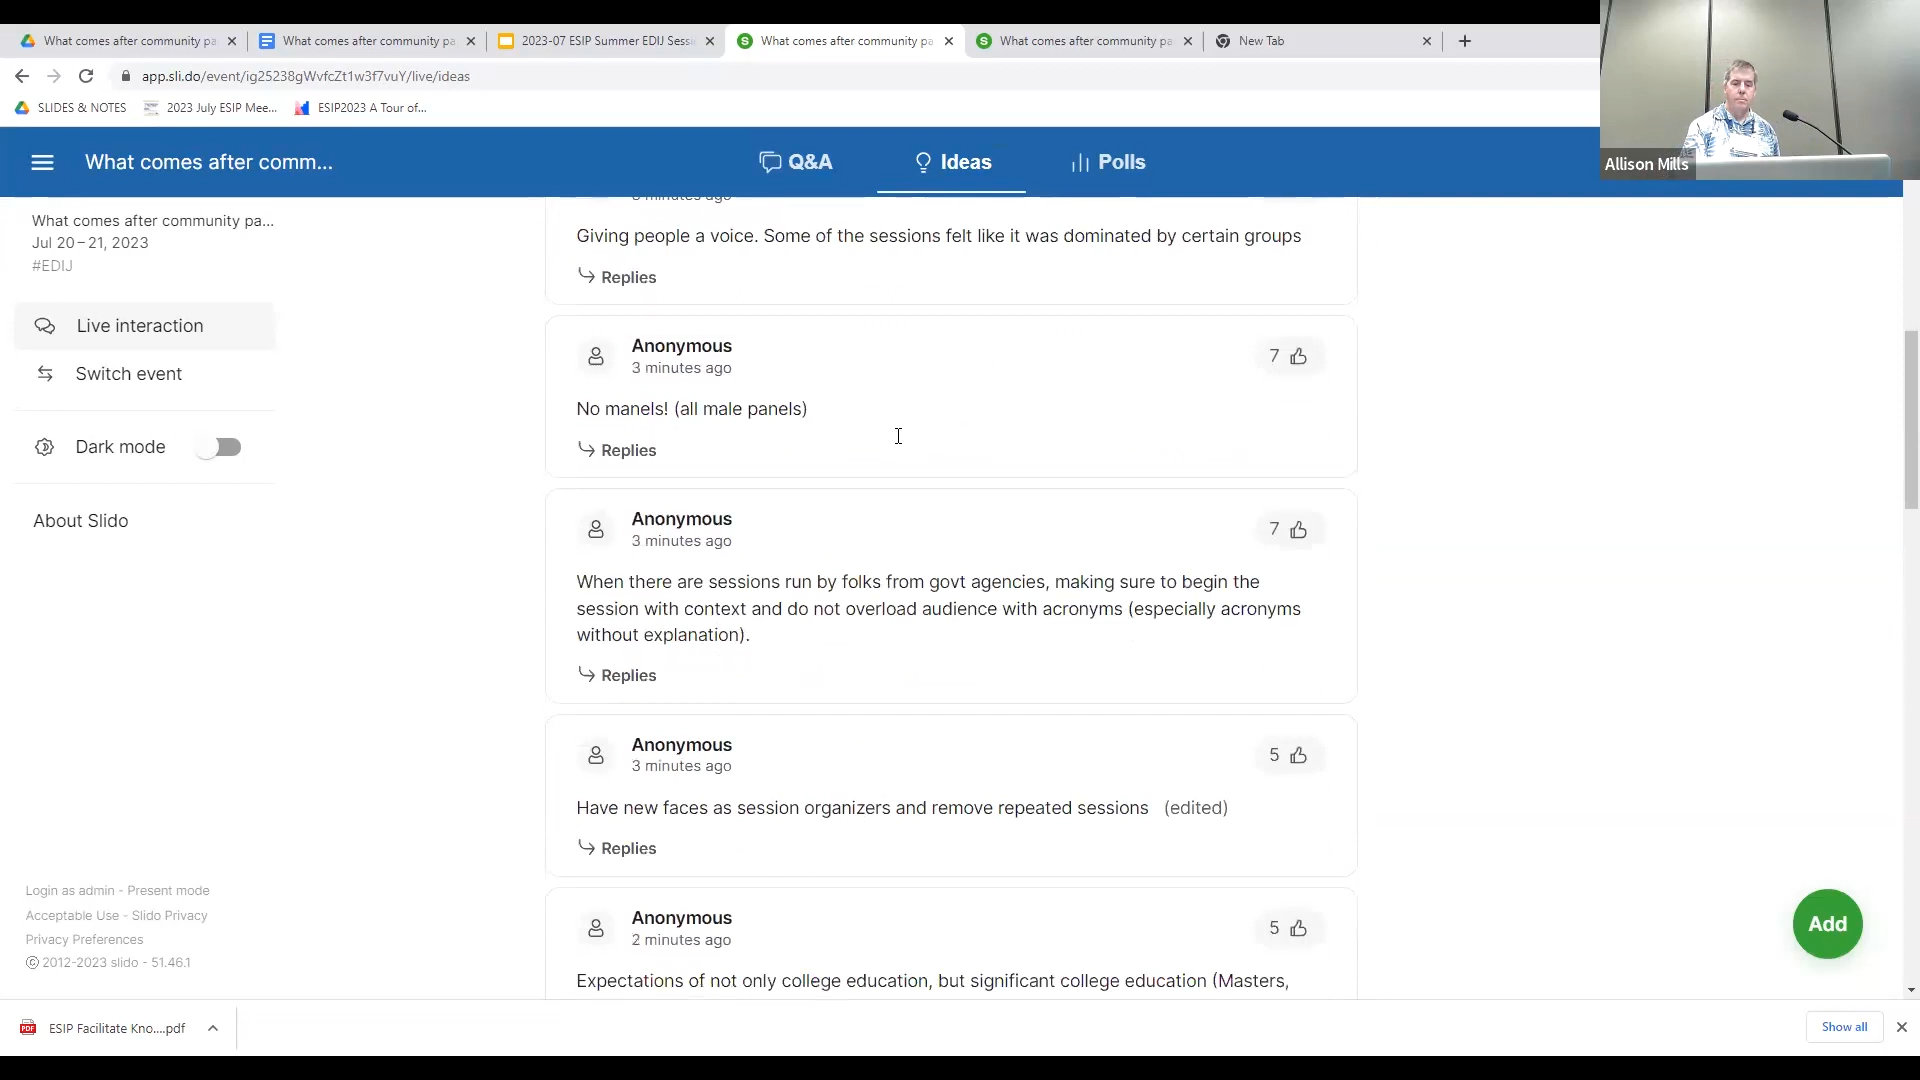 What comes after community pa
What comes after community pa
2023-07 ESIP Summer EDIJ Sessi
What comes after community pa
What comes after community pa
New Tab
app.sli.do/event/ig25238gWvfcZt1w3f7vuY/live/ideas
SLIDES & NOTES
2023 July ESIP Mee...
ESIP2023 A Tour of...
Allison Mills
What comes after comm...
Q&A
Ideas
Polls
What comes after community pa...
Jul 20 – 21, 2023
#EDIJ
Live interaction
Switch event
Dark mode
About Slido
Login as admin - Present mode
Acceptable Use - Slido Privacy
Privacy Preferences
© 2012-2023 slido - 51.46.1
minutes ago
Giving people a voice. Some of the sessions felt like it was dominated by certain groups
Replies
Anonymous
3 minutes ago
7
No manels! (all male panels)
Replies
Anonymous
3 minutes ago
7
When there are sessions run by folks from govt agencies, making sure to begin the
session with context and do not overload audience with acronyms (especially acronyms
without explanation).
Replies
Anonymous
3 minutes ago
5
Have new faces as session organizers and remove repeated sessions (edited)
Replies
Anonymous
2 minutes ago
5
Expectations of not only college education, but significant college education (Masters,
Add
PDF
ESIP Facilitate Kno....pdf
Show all